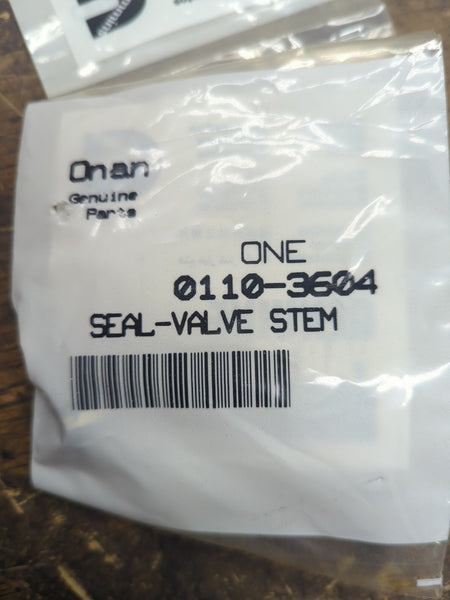 Onan
Genuine
Parts
ONE
0110-3604
SEAL-VALVE STEM